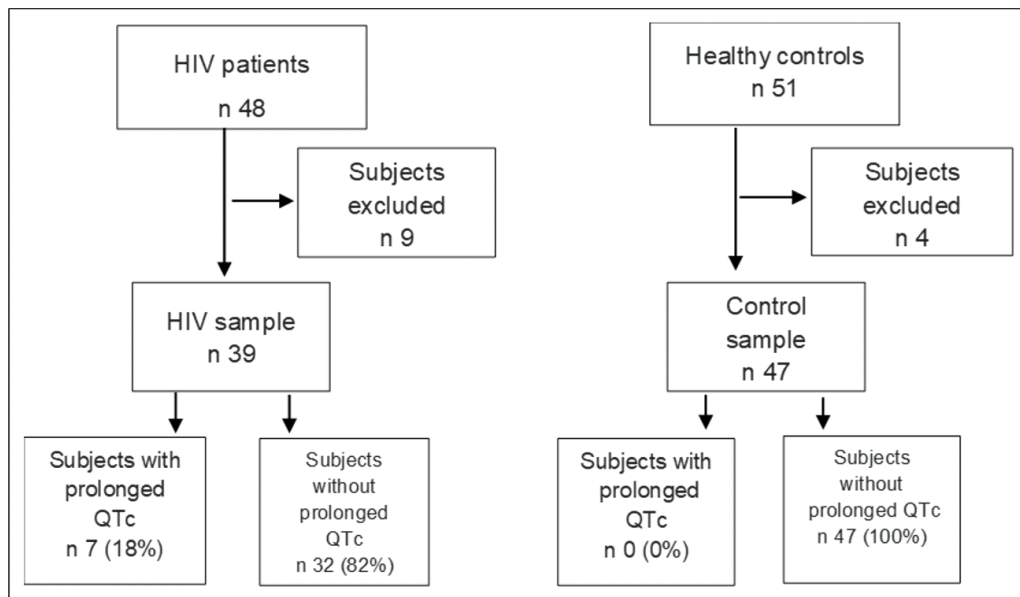 HIV patients
n 48
Healthy controls
n 51
Subjects
excluded
n 9
Subjects
excluded
n 4
HIV sample
n 39
Control
sample
n 47
Subjects with
prolonged
QTc
n 7 (18%)
Subjects
without
prolonged
QTc
n 32 (82%)
Subjects with
prolonged
QTc
n 0 (0%)
Subjects
without
prolonged QTc
n 47 (100%)